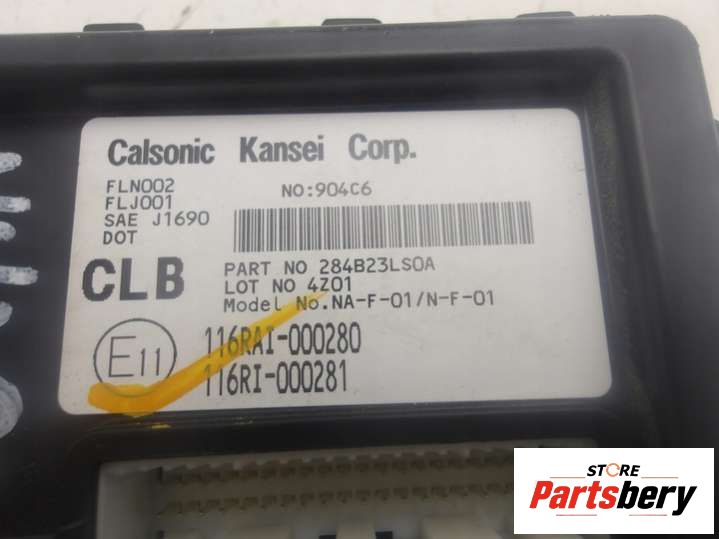 Calsonic Kansei Corp.
FLN002
FLJ001
SAE J1690
DOT
NO:904C6
CLB
PART NO 284B23LS0A
LOT NO 4Z01
Model No.NA-F-01/N-F-01
E11
116RAI-000280
116RI-000281
STORE
Partsbery